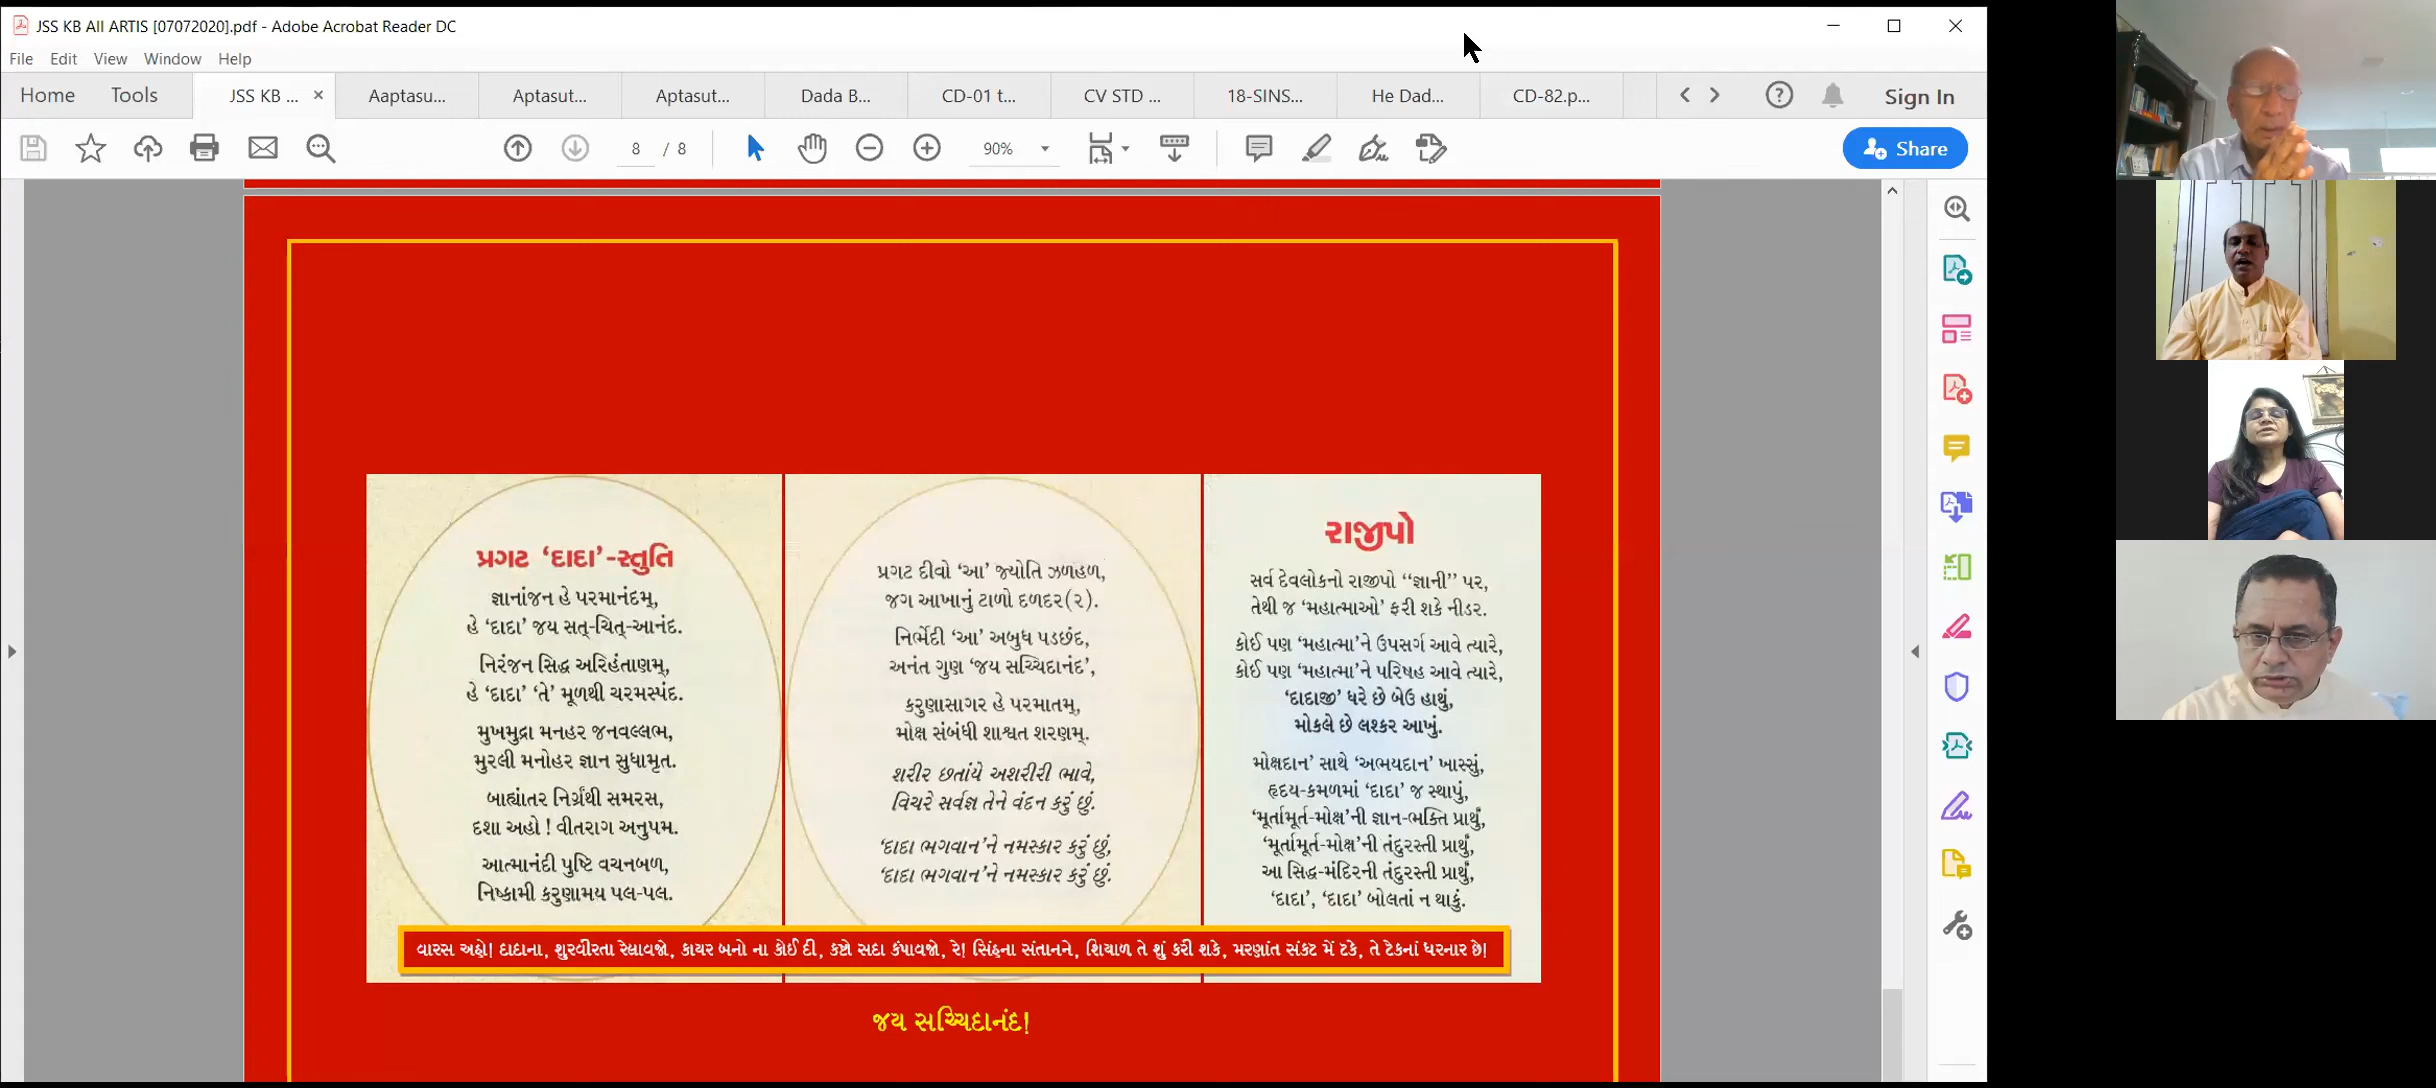 JSS KB All ARTIS [07072020].pdf - Adobe Acrobat Reader DC
File Edit View Window Help
Home Tools JSS KB ... × Aaptasu... Aptasut... Aptasut... Dada B... CD-01 t... CV STD ... 18-SINS... He Dad... CD-82.p... Sign In
8 / 8 90% Share
પ્રગટ ‘દાદા’-સ્તુતિ
જ્ઞાનાંજન હે પરમાનંદમ્,
હે ‘દાદા’ જય સત્-ચિત્-આનંદ.
નિરંજન સિદ્ધ અરિહંતાણમ્,
હે ‘દાદા’ ‘તે’ મૂળથી ચરમસ્પંદ.
મુખમુદ્રા મનહર જનવલ્લભ,
મુરલી મનોહર જ્ઞાન સુધામૃત.
બાહ્યાંતર નિર્ગ્રંથી સમરસ,
દશા અહો ! વીતરાગ અનુપમ.
આત્માનંદી પુષ્ટિ વચનબળ,
નિષ્કામી કરુણામય પલ-પલ.
પ્રગટ દીવો ‘આ’ જ્યોતિ ઝળહળ,
જગ આખાનું ટાળો દળદર(૨).
નિર્ભેદી ‘આ’ અબુધ પડછંદ,
અનંત ગુણ ‘જય સચ્ચિદાનંદ’,
કરુણાસાગર હે પરમાતમ્,
મોક્ષ સંબંધી શાશ્વત શરણમ્.
શરીર છતાંયે અશરીરી ભાવે,
વિચરે સર્વજ્ઞ તેને વંદન કરું છું.
‘દાદા ભગવાન’ને નમસ્કાર કરું છું,
‘દાદા ભગવાન’ને નમસ્કાર કરું છું.
રાજીપો
સર્વ દેવલોકનો રાજીપો “જ્ઞાની” પર,
તેથી જ ‘મહાત્માઓ’ ફરી શકે નીડર.
કોઈ પણ ‘મહાત્મા’ને ઉપસર્ગ આવે ત્યારે,
કોઈ પણ ‘મહાત્મા’ને પરિષહ આવે ત્યારે,
‘દાદાજી’ ધરે છે બેઉ હાથું,
મોકલે છે લશ્કર આખું.
મોક્ષદાન’ સાથે ‘અભયદાન’ ખાસ્સું,
હૃદય-કમળમાં ‘દાદા’ જ સ્થાપું,
‘મૂર્તામૂર્ત-મોક્ષ’ની જ્ઞાન-ભક્તિ પ્રાર્થું,
‘મૂર્તામૂર્ત-મોક્ષ’ની તંદુરસ્તી પ્રાર્થું,
આ સિદ્ધ-મંદિરની તંદુરસ્તી પ્રાર્થું,
‘દાદા’, ‘દાદા’ બોલતાં ન થાકું.
વારસ અહો! દાદાના, શુરવીરતા રેલાવજો, કાયર બનો ના કોઈ દી, કષ્ટો સદા કંપાવજો, રે! સિંહના સંતાનને, શિયાળ તે શું કરી શકે, મરણાંત સંકટ મેં ટકે, તે ટેકનાં ધરનાર છે!
જય સચ્ચિદાનંદ!